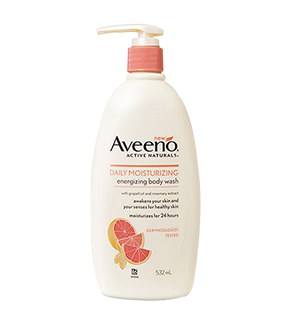 new
Aveeno®
ACTIVE NATURALS®
DAILY MOISTURIZING
energizing body wash
with grapefruit and rosemary extract
awakens your skin and
your senses for healthy skin
moisturizes for 24 hours
DERMATOLOGIST
TESTED
532 mL